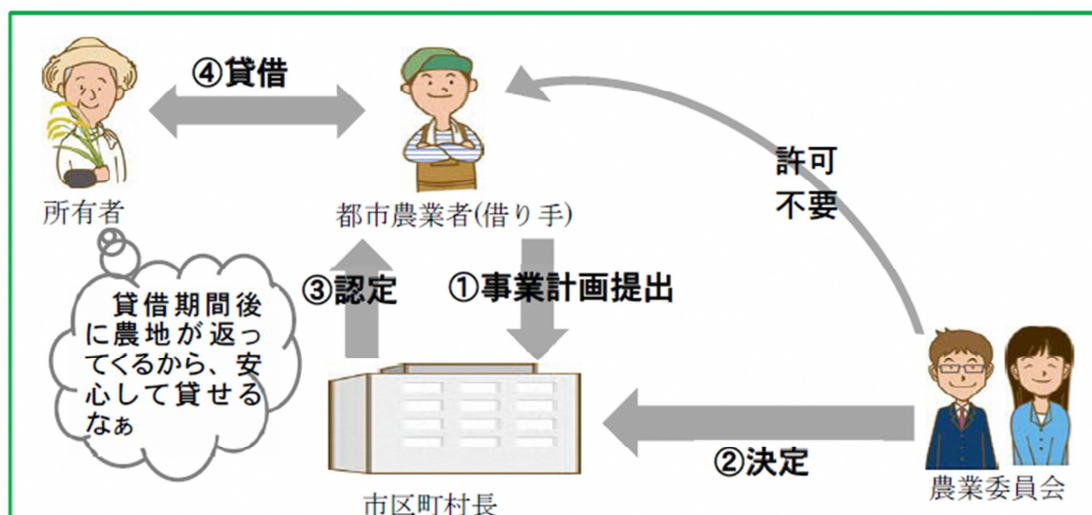 ④貸借
所有者
都市農業者(借り手)
許可
不要
③認定
①事業計画提出
貸借期間後
に農地が返っ
てくるから、安
心して貸せる
なぁ
②決定
市区町村長
農業委員会